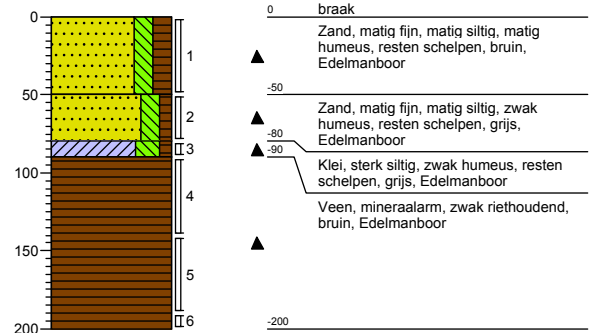 0
50
100
150
200
1
2
3
4
5
6
0
braak
Zand, matig fijn, matig siltig, matig
humeus, resten schelpen, bruin,
Edelmanboor
-50
Zand, matig fijn, matig siltig, zwak
humeus, resten schelpen, grijs,
Edelmanboor
-80
-90
Klei, sterk siltig, zwak humeus, resten
schelpen, grijs, Edelmanboor
Veen, mineraalarm, zwak riethoudend,
bruin, Edelmanboor
-200